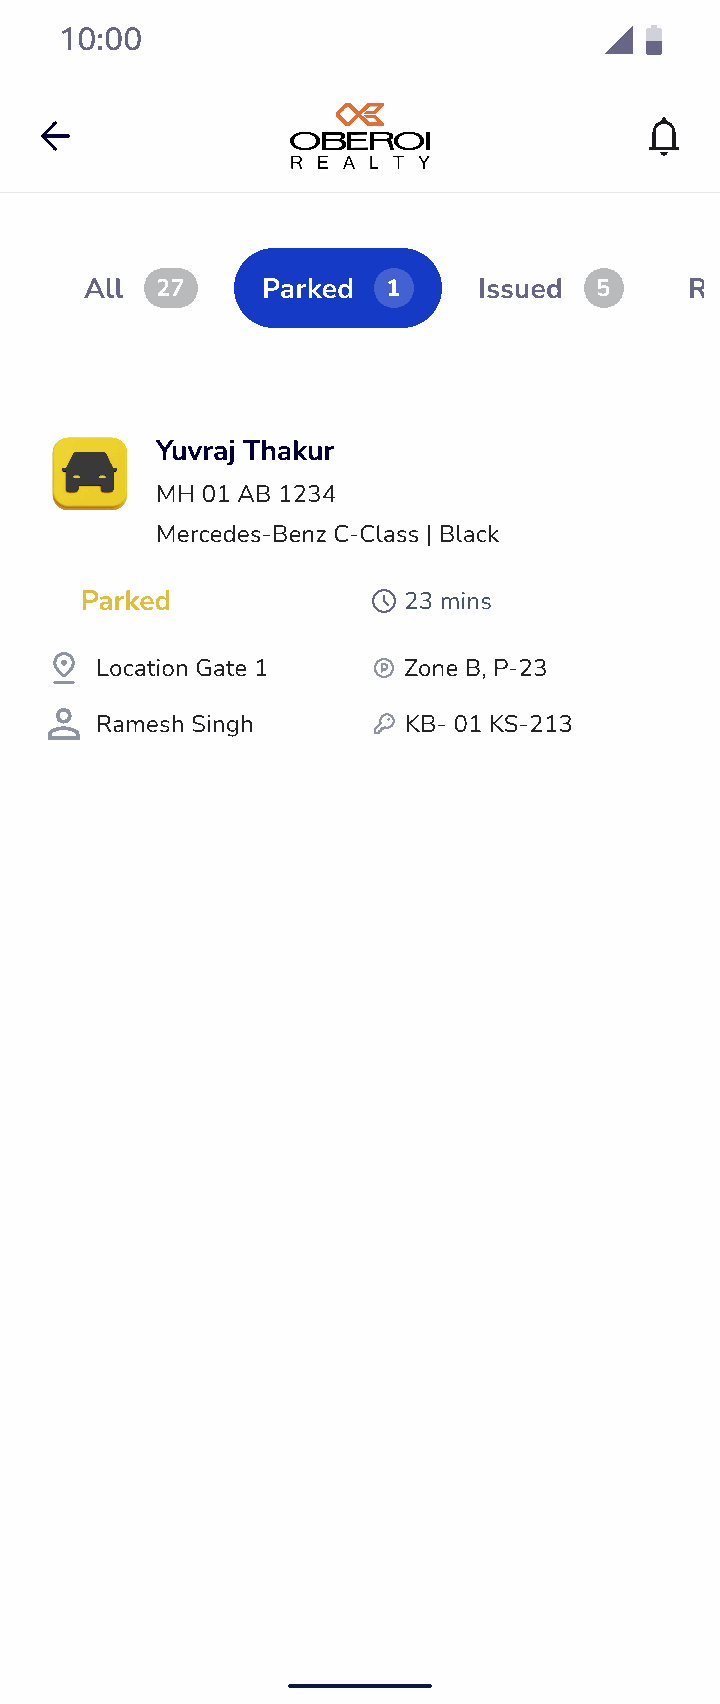 10:00
OBEROI
REALTY
All 27 Parked 1 Issued 5 R
Yuvraj Thakur
MH 01 AB 1234
Mercedes-Benz C-Class | Black
Parked 23 mins
Location Gate 1 P Zone B, P-23
Ramesh Singh KB- 01 KS-213